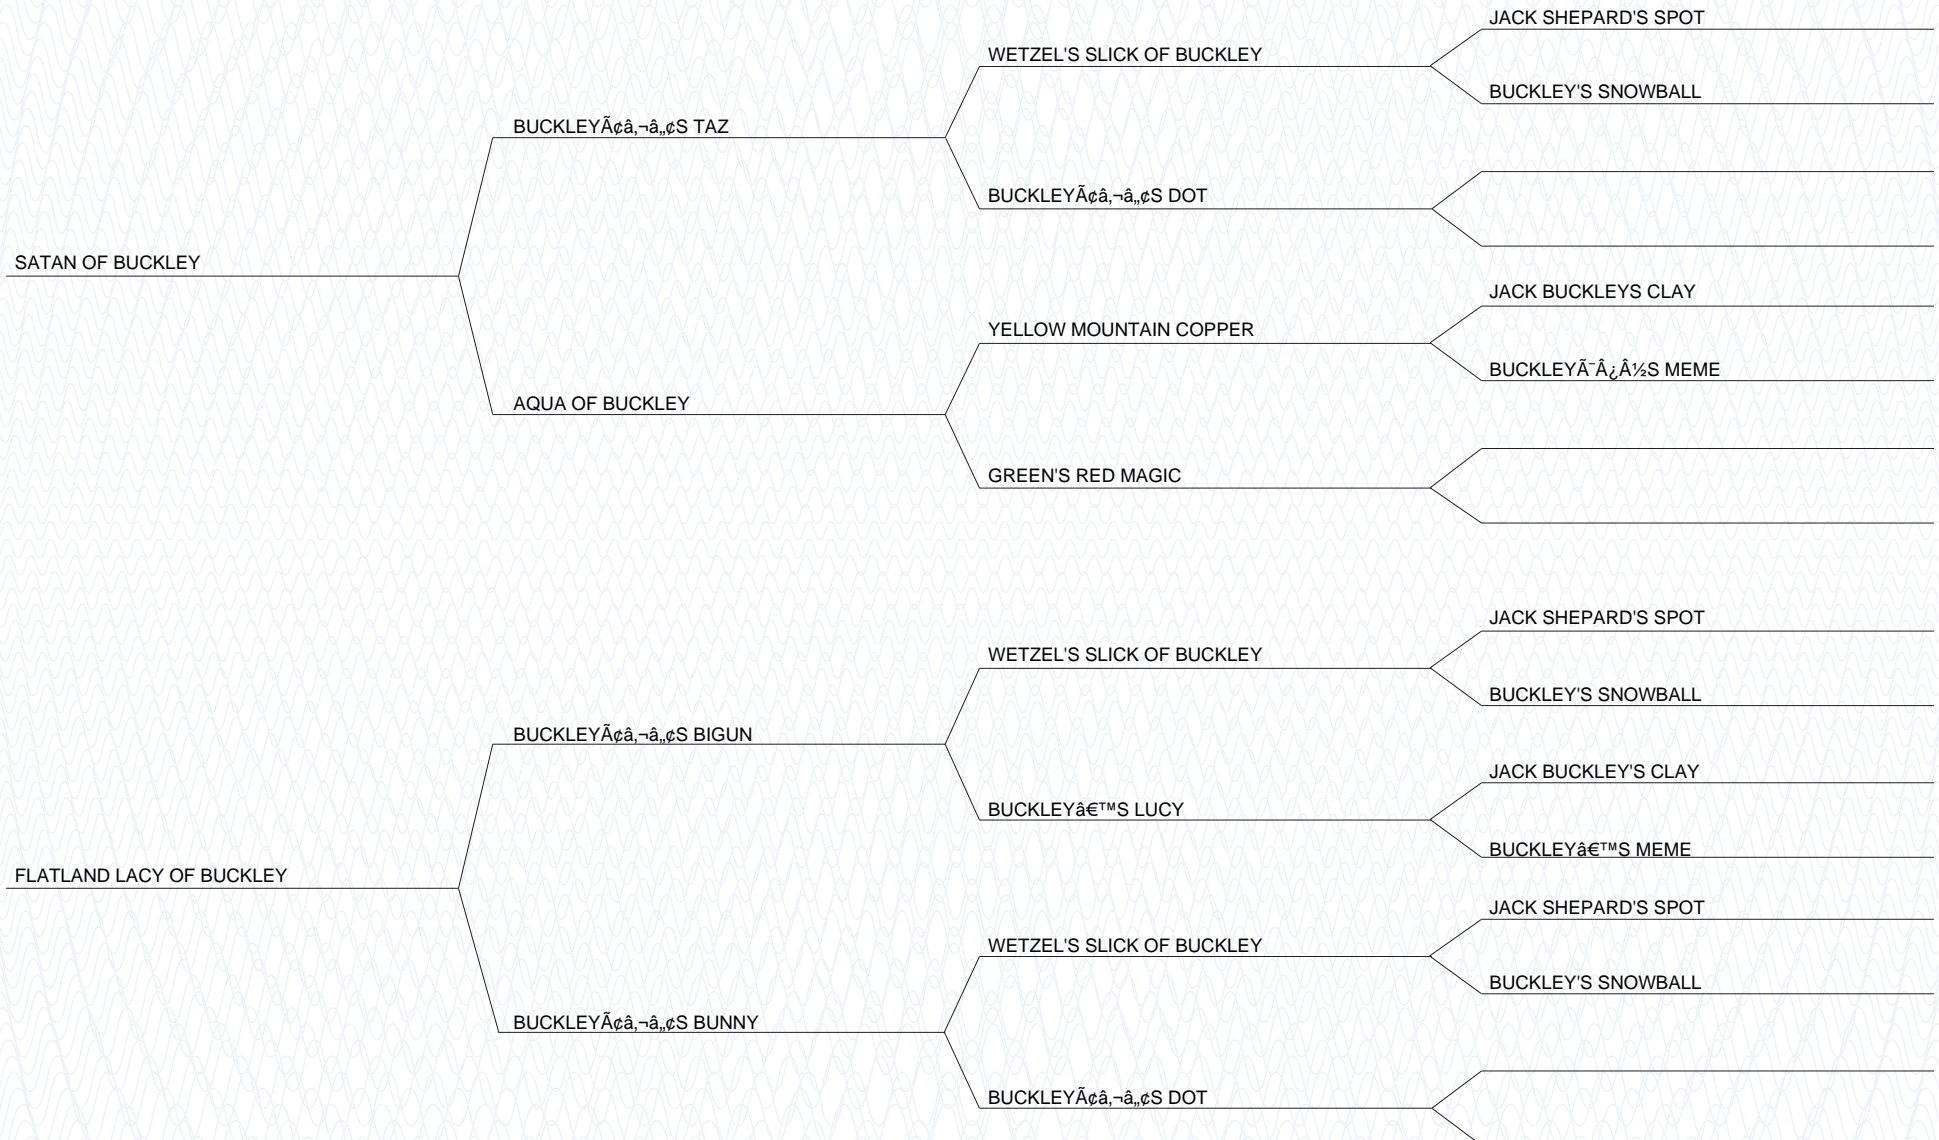 JACK SHEPARD'S SPOT
WETZEL'S SLICK OF BUCKLEY
BUCKLEY'S SNOWBALL
BUCKLEYÃ¢â‚¬â„¢S TAZ
BUCKLEYÃ¢â‚¬â„¢S DOT
SATAN OF BUCKLEY
JACK BUCKLEYS CLAY
YELLOW MOUNTAIN COPPER
BUCKLEYÃ¯Â¿Â½S MEME
AQUA OF BUCKLEY
GREEN'S RED MAGIC
JACK SHEPARD'S SPOT
WETZEL'S SLICK OF BUCKLEY
BUCKLEY'S SNOWBALL
BUCKLEYÃ¢â‚¬â„¢S BIGUN
JACK BUCKLEY'S CLAY
BUCKLEYâ€™S LUCY
BUCKLEYâ€™S MEME
FLATLAND LACY OF BUCKLEY
JACK SHEPARD'S SPOT
WETZEL'S SLICK OF BUCKLEY
BUCKLEY'S SNOWBALL
BUCKLEYÃ¢â‚¬â„¢S BUNNY
BUCKLEYÃ¢â‚¬â„¢S DOT